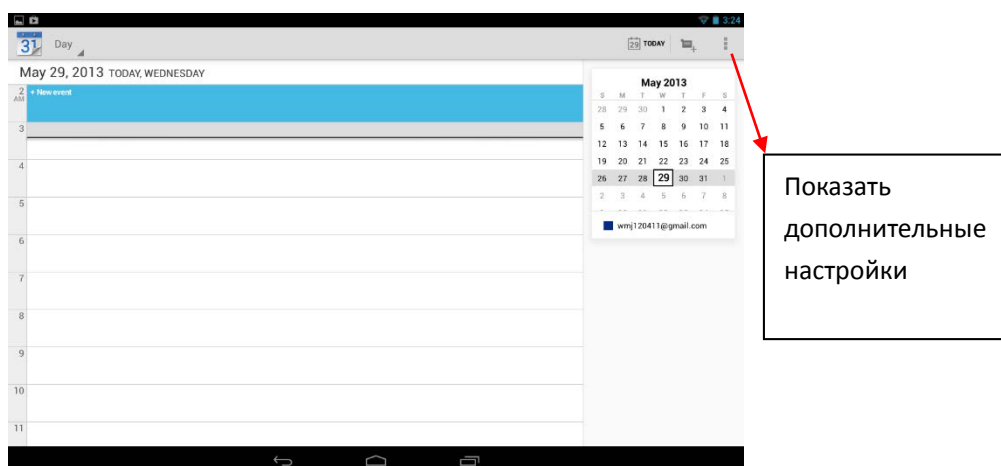 3:24
31 Day 29 TODAY
May 29, 2013 TODAY, WEDNESDAY
2 AM + New event
3
4
5
6
7
8
9
10
11
May 2013
S M T W T F S
28 29 30 1 2 3 4
5 6 7 8 9 10 11
12 13 14 15 16 17 18
19 20 21 22 23 24 25
26 27 28 29 30 31 1
2 3 4 5 6 7 8
wmj120411@gmail.com
Показать
дополнительные
настройки